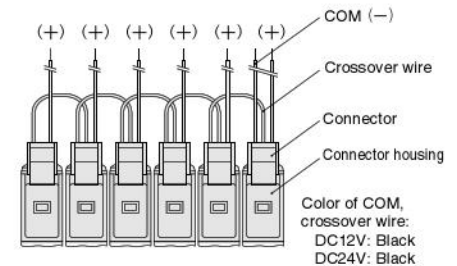 COM (−)
(+) (+) (+) (+) (+) (+)
Crossover wire
Connector
Connector housing
Color of COM,
crossover wire:
DC12V: Black
DC24V: Black